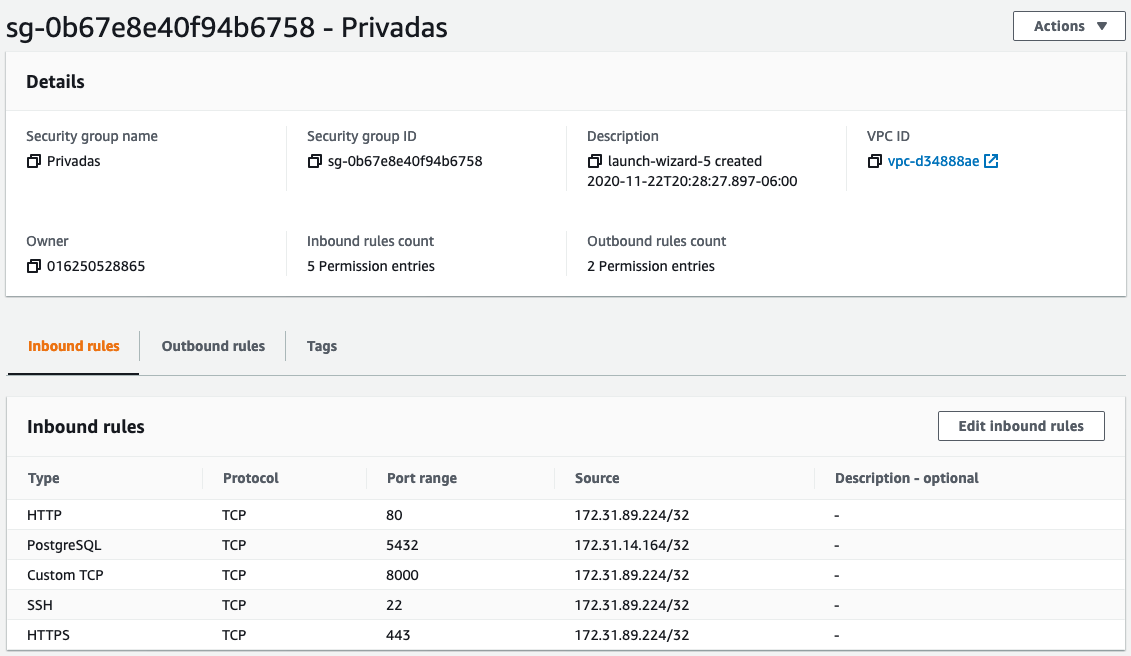 sg-0b67e8e40f94b6758 - Privadas
Actions
Details
Security group name
Security group ID
Description
VPC ID
Privadas
sg-0b67e8e40f94b6758
launch-wizard-5 created
2020-11-22T20:28:27.897-06:00
vpc-d34888ae
Owner
Inbound rules count
Outbound rules count
016250528865
5 Permission entries
2 Permission entries
Inbound rules
Outbound rules
Tags
Inbound rules
Edit inbound rules
Type Protocol Port range Source Description - optional
HTTP TCP 80 172.31.89.224/32 -
PostgreSQL TCP 5432 172.31.14.164/32 -
Custom TCP TCP 8000 172.31.89.224/32 -
SSH TCP 22 172.31.89.224/32 -
HTTPS TCP 443 172.31.89.224/32 -